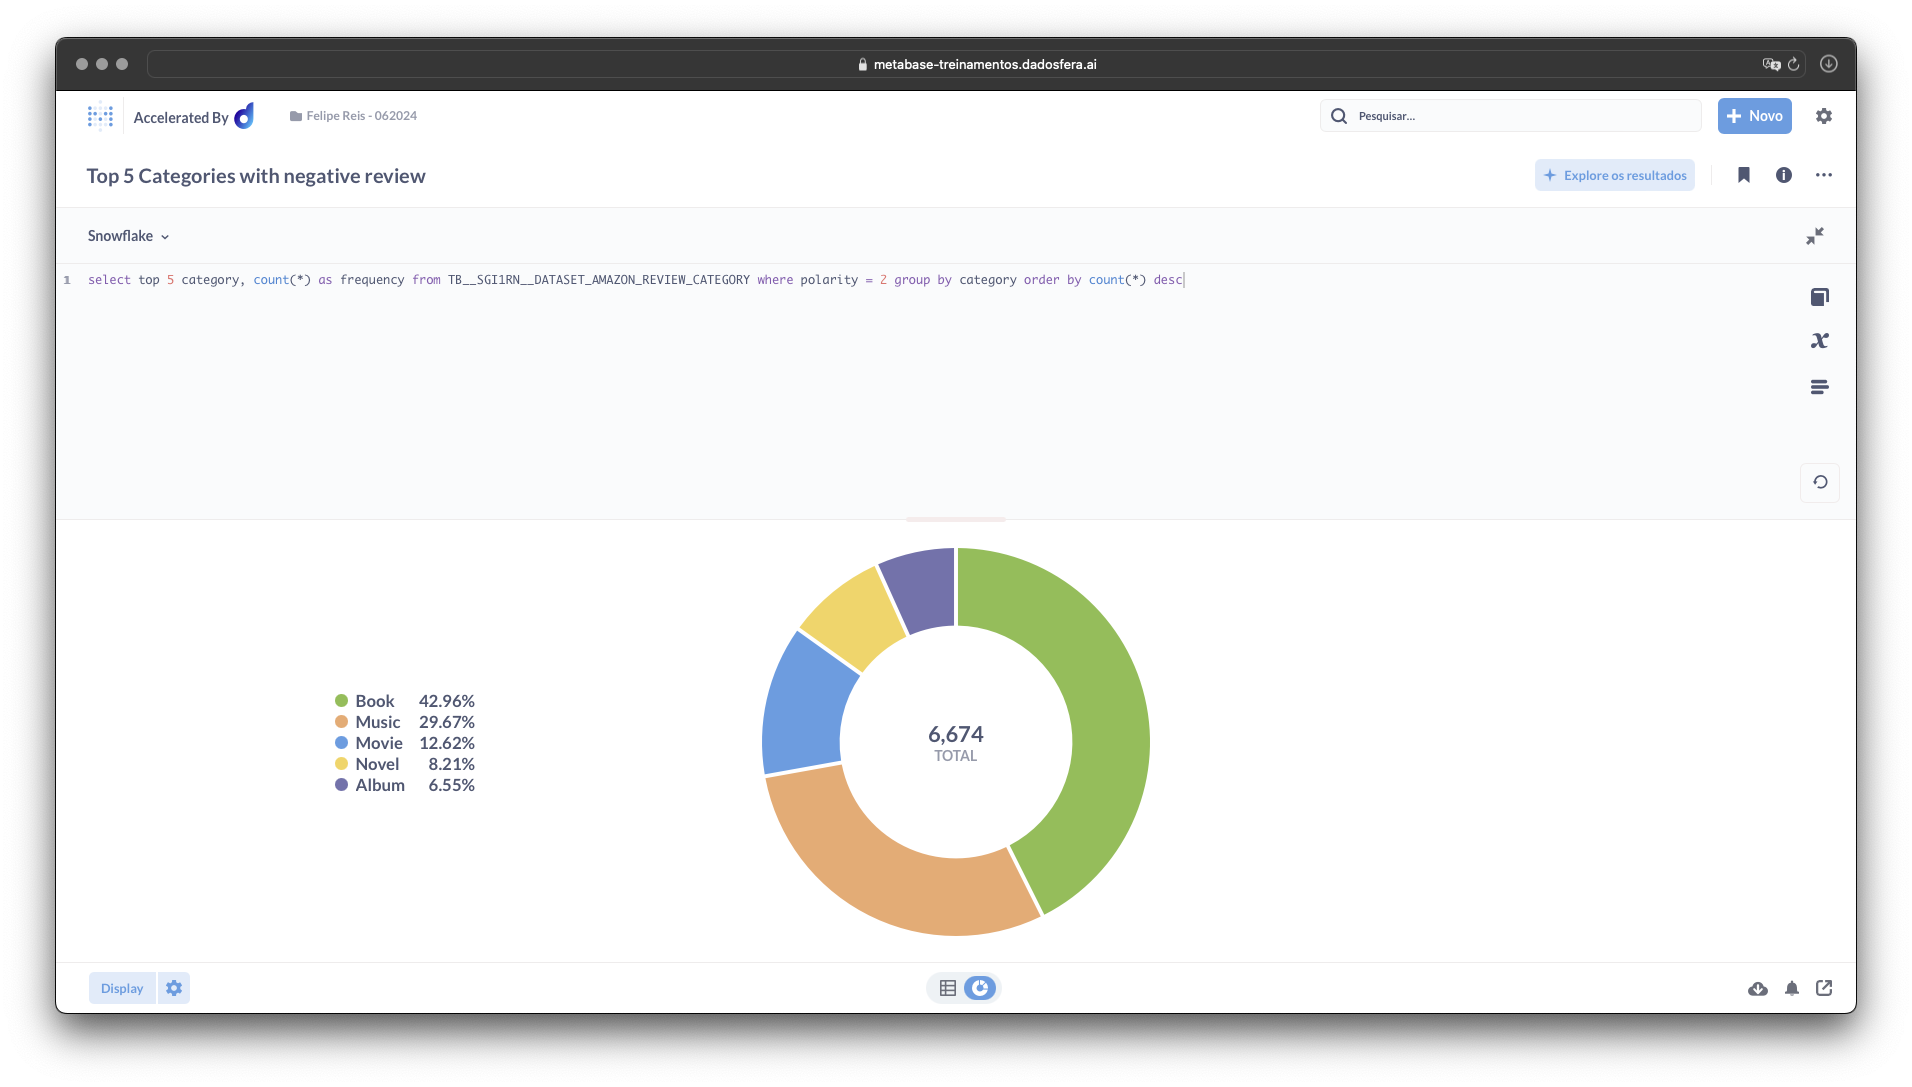 metabase-treinamentos.dadosfera.ai
Accelerated By
Felipe Reis - 062024
Pesquisar...
Novo
Top 5 Categories with negative review
Explore os resultados
Snowflake
1 select top 5 category, count(*) as frequency from TB__SGI1RN__DATASET_AMAZON_REVIEW_CATEGORY where polarity = 2 group by category order by count(*) desc
Book 42.96%
Music 29.67%
Movie 12.62%
Novel 8.21%
Album 6.55%
6,674
TOTAL
Display